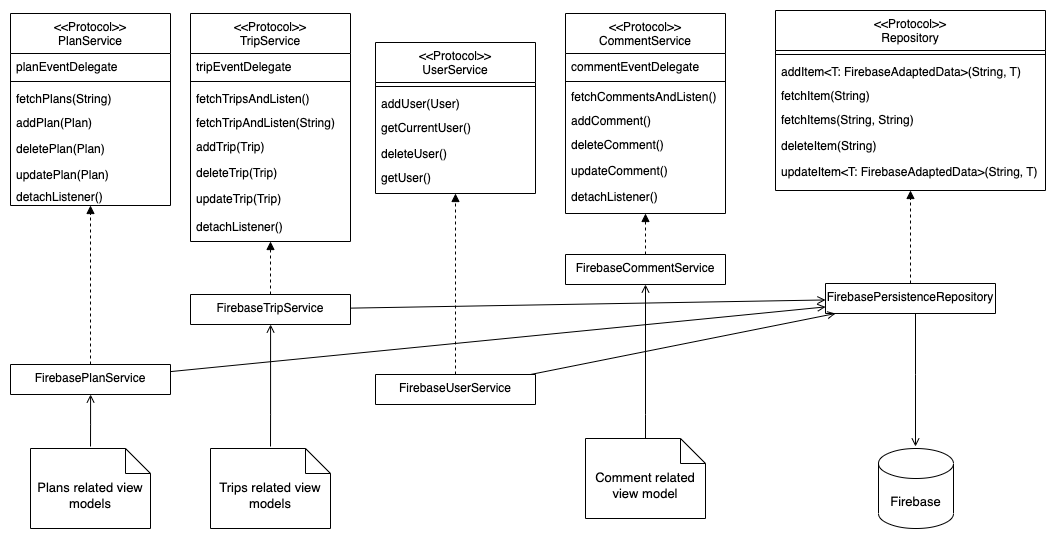 <<Protocol>>
PlanService
planEventDelegate
fetchPlans(String)
addPlan(Plan)
deletePlan(Plan)
updatePlan(Plan)
detachListener()
<<Protocol>>
TripService
tripEventDelegate
fetchTripsAndListen()
fetchTripAndListen(String)
addTrip(Trip)
deleteTrip(Trip)
updateTrip(Trip)
detachListener()
<<Protocol>>
UserService
addUser(User)
getCurrentUser()
deleteUser()
getUser()
<<Protocol>>
CommentService
commentEventDelegate
fetchCommentsAndListen()
addComment()
deleteComment()
updateComment()
detachListener()
<<Protocol>>
Repository
addItem<T: FirebaseAdaptedData>(String, T)
fetchItem(String)
fetchItems(String, String)
deleteItem(String)
updateItem<T: FirebaseAdaptedData>(String, T)
FirebaseCommentService
FirebaseTripService
FirebasePersistenceRepository
FirebasePlanService
FirebaseUserService
Plans related view
models
Trips related view
models
Comment related
view model
Firebase